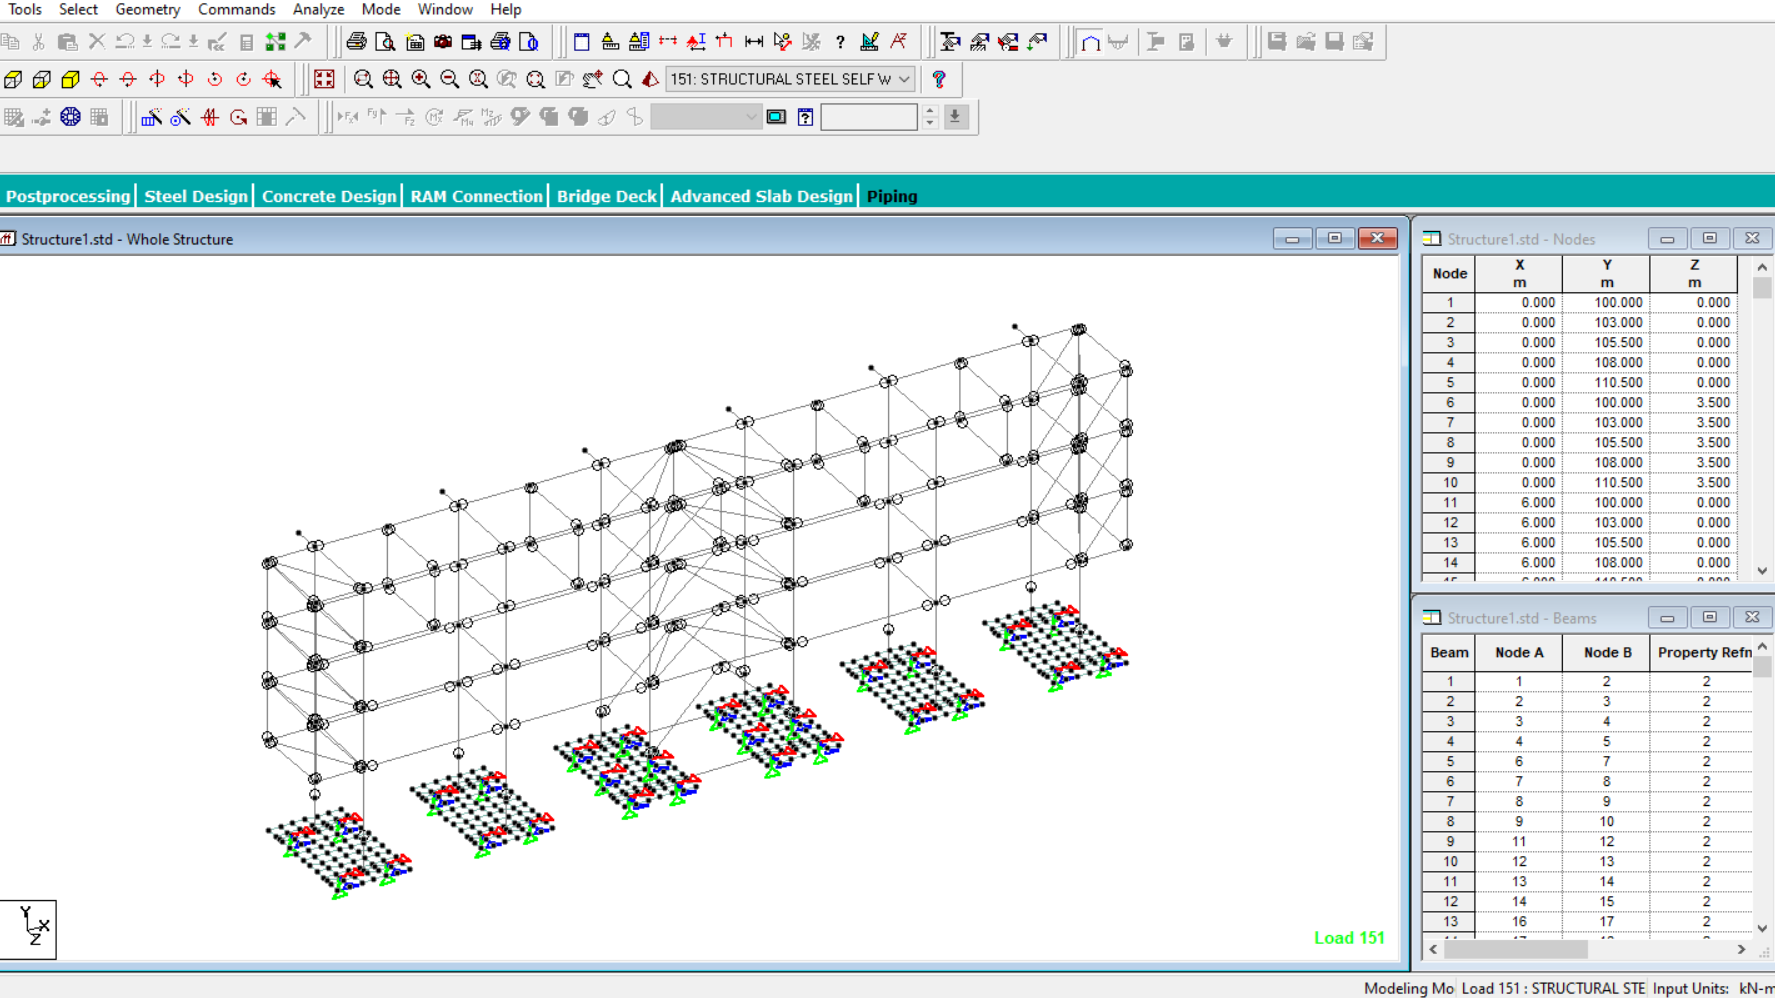 Tools Select Geometry Commands Analyze Mode Window Help
151: STRUCTURAL STEEL SELF W
Postprocessing Steel Design Concrete Design RAM Connection Bridge Deck Advanced Slab Design Piping
Structure1.std - Whole Structure
Load 151
Y
X
Z
Structure1.std - Nodes
Node X m Y m Z m
1 0.000 100.000 0.000
2 0.000 103.000 0.000
3 0.000 105.500 0.000
4 0.000 108.000 0.000
5 0.000 110.500 0.000
6 0.000 100.000 3.500
7 0.000 103.000 3.500
8 0.000 105.500 3.500
9 0.000 108.000 3.500
10 0.000 110.500 3.500
11 6.000 100.000 0.000
12 6.000 103.000 0.000
13 6.000 105.500 0.000
14 6.000 108.000 0.000
Structure1.std - Beams
Beam Node A Node B Property Refn
1 1 2 2
2 2 3 2
3 3 4 2
4 4 5 2
5 6 7 2
6 7 8 2
7 8 9 2
8 9 10 2
9 11 12 2
10 12 13 2
11 13 14 2
12 14 15 2
13 16 17 2
Modeling Mo Load 151 : STRUCTURAL STE Input Units: kN-m